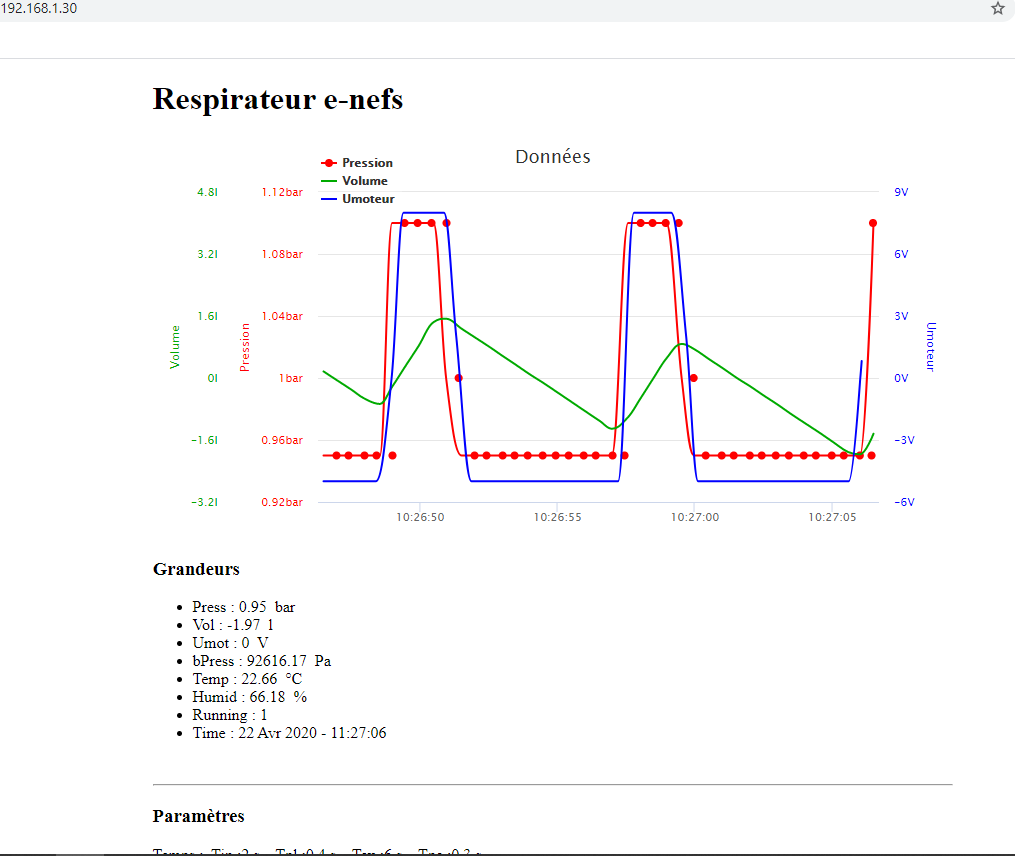 192.168.1.30
Respirateur e-nefs
Données
Pression
Volume
Umoteur
4.8l 1.12bar 9V
3.2l 1.08bar 6V
1.6l 1.04bar 3V
0l 1bar 0V
-1.6l 0.96bar -3V
-3.2l 0.92bar -6V
Volume
Pression
Umoteur
10:26:50 10:26:55 10:27:00 10:27:05
Grandeurs
Press : 0.95 bar
Vol : -1.97 l
Umot : 0 V
bPress : 92616.17 Pa
Temp : 22.66 °C
Humid : 66.18 %
Running : 1
Time : 22 Avr 2020 - 11:27:06
Paramètres